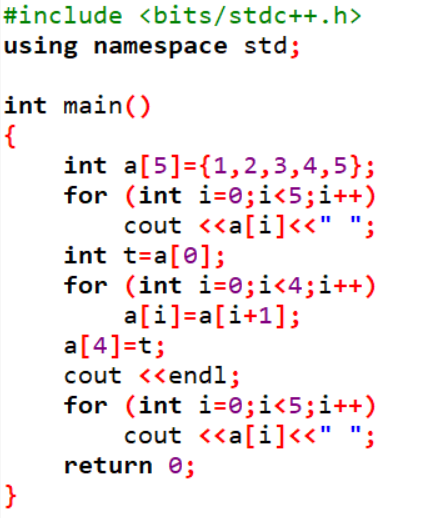 #include <bits/stdc++.h>
using namespace std;

int main()
{
    int a[5]={1,2,3,4,5};
    for (int i=0;i<5;i++)
        cout <<a[i]<<" ";
    int t=a[0];
    for (int i=0;i<4;i++)
        a[i]=a[i+1];
    a[4]=t;
    cout <<endl;
    for (int i=0;i<5;i++)
        cout <<a[i]<<" ";
    return 0;
}